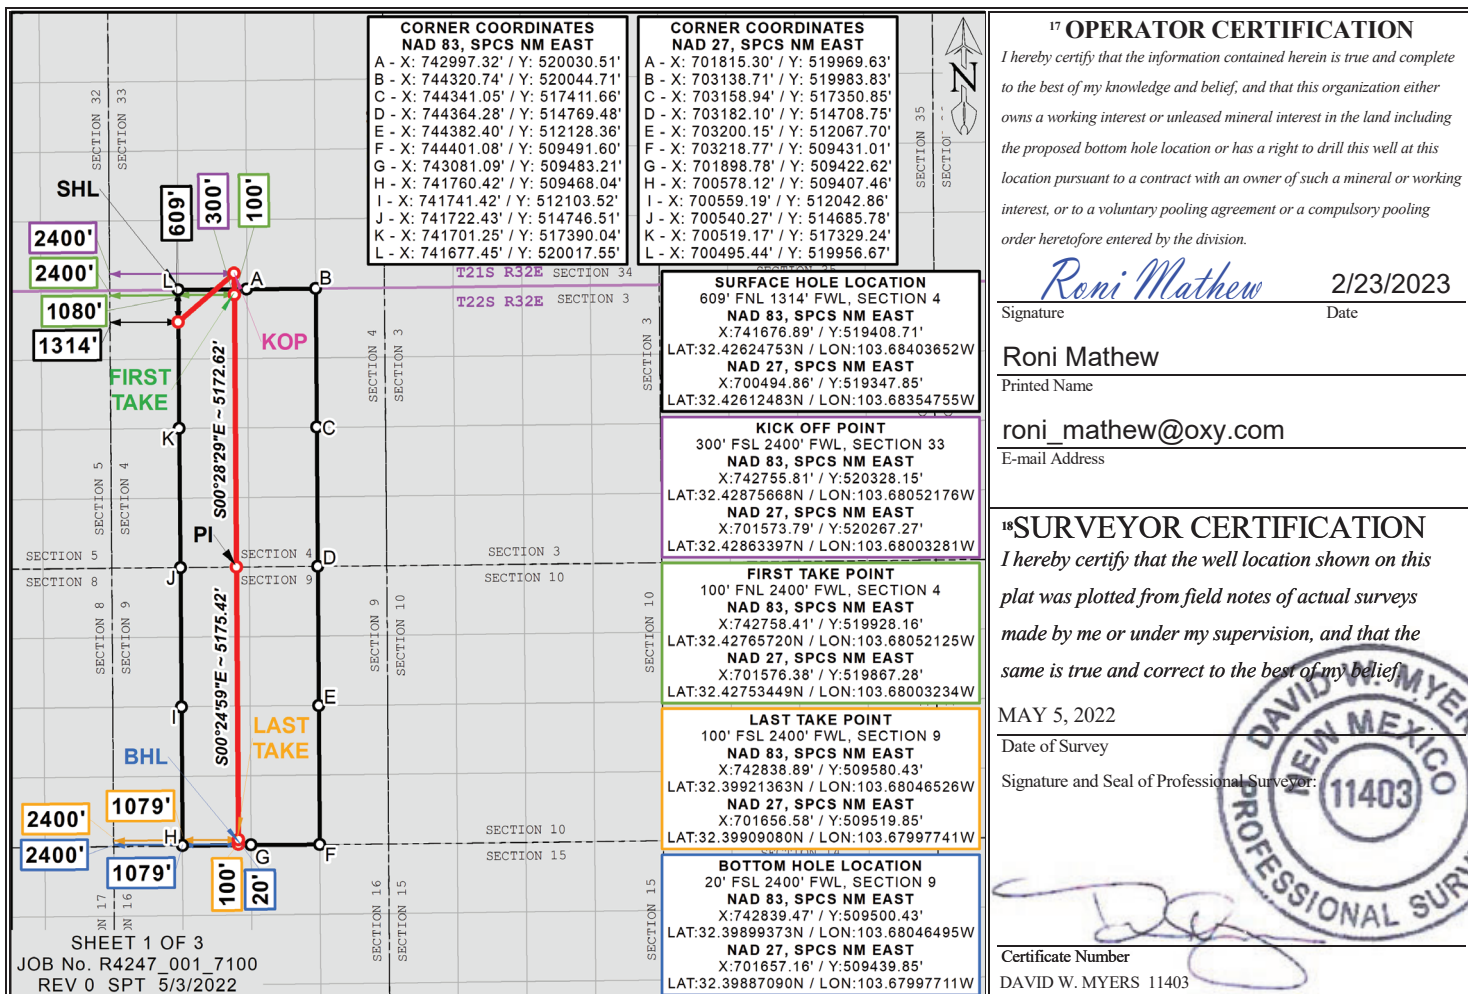 CORNER COORDINATES
NAD 83, SPCS NM EAST
A - X: 742997.32' / Y: 520030.51'
B - X: 744320.74' / Y: 520044.71'
C - X: 744341.05' / Y: 517411.66'
D - X: 744364.28' / Y: 514769.48'
E - X: 744382.40' / Y: 512128.36'
F - X: 744401.08' / Y: 509491.60'
G - X: 743081.09' / Y: 509483.21'
H - X: 741760.42' / Y: 509468.04'
I - X: 741741.42' / Y: 512103.52'
J - X: 741722.43' / Y: 514746.51'
K - X: 741701.25' / Y: 517390.04'
L - X: 741677.45' / Y: 520017.55'
CORNER COORDINATES
NAD 27, SPCS NM EAST
A - X: 701815.30' / Y: 519969.63'
B - X: 703138.71' / Y: 519983.83'
C - X: 703158.94' / Y: 517350.85'
D - X: 703182.10' / Y: 514708.75'
E - X: 703200.15' / Y: 512067.70'
F - X: 703218.77' / Y: 509431.01'
G - X: 701898.78' / Y: 509422.62'
H - X: 700578.12' / Y: 509407.46'
I - X: 700559.19' / Y: 512042.86'
J - X: 700540.27' / Y: 514685.78'
K - X: 700519.17' / Y: 517329.24'
L - X: 700495.44' / Y: 519956.67'
N
SECTION 32
SECTION 33
SECTION 35
SHL
609'
300'
100'
2400'
2400'
1080'
1314'
L
A
B
T21S R32E SECTION 34
T22S R32E SECTION 3
KOP
FIRST
TAKE
S00°28'29"E ~ 5172.62'
SECTION 4
SECTION 3
SECTION 3
K
C
SECTION 5
SECTION 4
PI
SECTION 5
SECTION 4
SECTION 3
D
J
SECTION 8
SECTION 9
SECTION 10
SECTION 8
SECTION 9
S00°24'59"E ~ 5175.42'
SECTION 9
SECTION 10
SECTION 10
I
E
LAST
TAKE
BHL
1079'
2400'
2400'
1079'
H
G
F
100'
20'
SECTION 10
SECTION 15
SECTION 16
SECTION 15
SECTION 15
SHEET 1 OF 3
JOB No. R4247_001_7100
REV 0 SPT 5/3/2022
SURFACE HOLE LOCATION
609' FNL 1314' FWL, SECTION 4
NAD 83, SPCS NM EAST
X:741676.89' / Y:519408.71'
LAT:32.42624753N / LON:103.68403652W
NAD 27, SPCS NM EAST
X:700494.86' / Y:519347.85'
LAT:32.42612483N / LON:103.68354755W
KICK OFF POINT
300' FSL 2400' FWL, SECTION 33
NAD 83, SPCS NM EAST
X:742755.81' / Y:520328.15'
LAT:32.42875668N / LON:103.68052176W
NAD 27, SPCS NM EAST
X:701573.79' / Y:520267.27'
LAT:32.42863397N / LON:103.68003281W
FIRST TAKE POINT
100' FNL 2400' FWL, SECTION 4
NAD 83, SPCS NM EAST
X:742758.41' / Y:519928.16'
LAT:32.42765720N / LON:103.68052125W
NAD 27, SPCS NM EAST
X:701576.38' / Y:519867.28'
LAT:32.42753449N / LON:103.68003234W
LAST TAKE POINT
100' FSL 2400' FWL, SECTION 9
NAD 83, SPCS NM EAST
X:742838.89' / Y:509580.43'
LAT:32.39921363N / LON:103.68046526W
NAD 27, SPCS NM EAST
X:701656.58' / Y:509519.85'
LAT:32.39909080N / LON:103.67997741W
BOTTOM HOLE LOCATION
20' FSL 2400' FWL, SECTION 9
NAD 83, SPCS NM EAST
X:742839.47' / Y:509500.43'
LAT:32.39899373N / LON:103.68046495W
NAD 27, SPCS NM EAST
X:701657.16' / Y:509439.85'
LAT:32.39887090N / LON:103.67997711W
17 OPERATOR CERTIFICATION
I hereby certify that the information contained herein is true and complete
to the best of my knowledge and belief, and that this organization either
owns a working interest or unleased mineral interest in the land including
the proposed bottom hole location or has a right to drill this well at this
location pursuant to a contract with an owner of such a mineral or working
interest, or to a voluntary pooling agreement or a compulsory pooling
order heretofore entered by the division.
Roni Mathew 2/23/2023
Signature Date
Roni Mathew
Printed Name
roni_mathew@oxy.com
E-mail Address
18SURVEYOR CERTIFICATION
I hereby certify that the well location shown on this
plat was plotted from field notes of actual surveys
made by me or under my supervision, and that the
same is true and correct to the best of my belief.
MAY 5, 2022
Date of Survey
Signature and Seal of Professional Surveyor:
DAVID W. MYERS
NEW MEXICO
11403
PROFESSIONAL SURV
Certificate Number
DAVID W. MYERS 11403